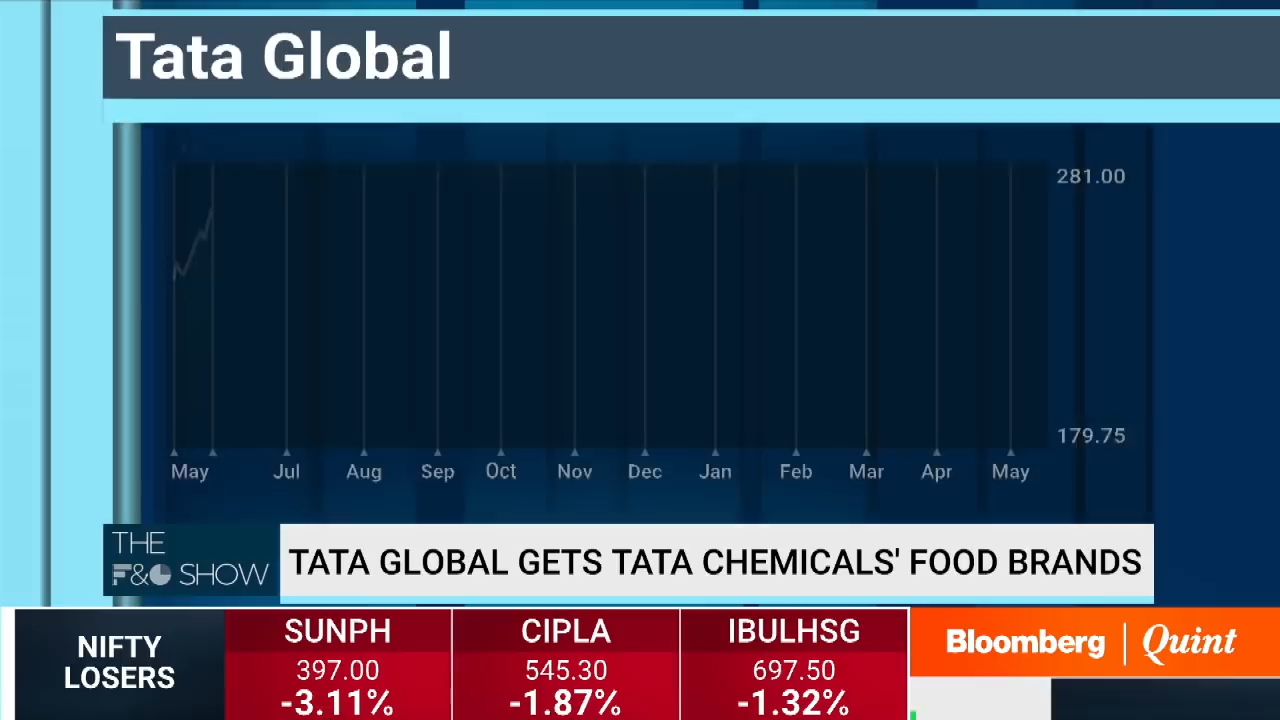 Tata Global
281.00
179.75
May Jul Aug Sep Oct Nov Dec Jan Feb Mar Apr May
THE
F&O SHOW
TATA GLOBAL GETS TATA CHEMICALS' FOOD BRANDS
NIFTY
LOSERS
SUNPH
397.00
-3.11%
CIPLA
545.30
-1.87%
IBULHSG
697.50
-1.32%
Bloomberg | Quint